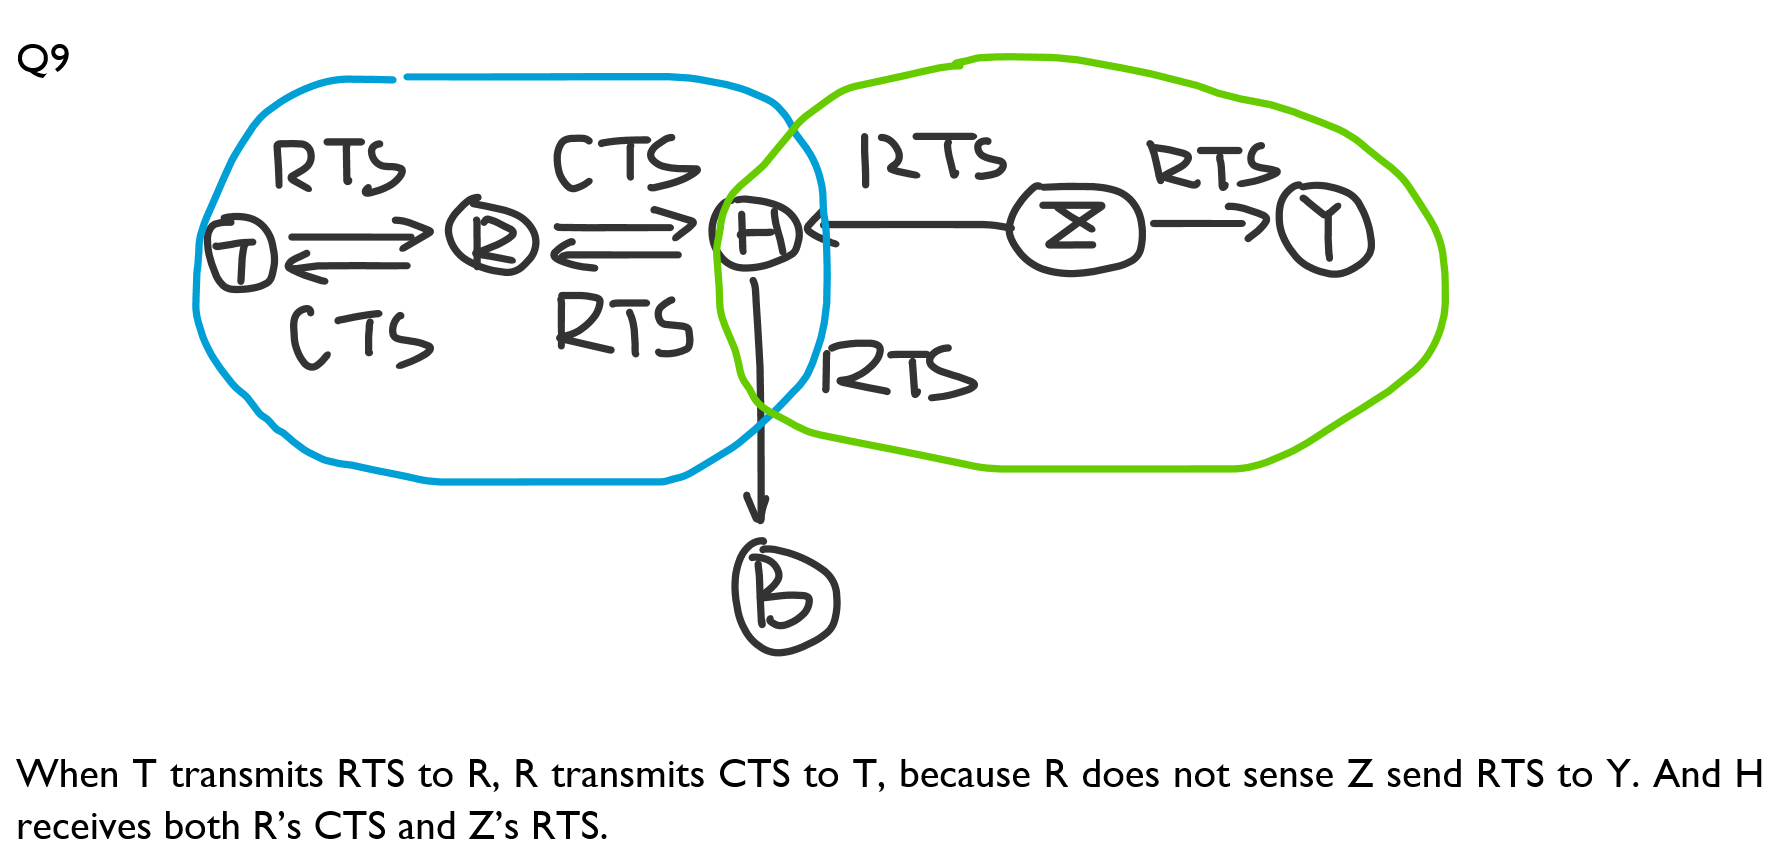 Q9
RTS CTS RTS RTS
T R H Z Y
CTS RTS RTS
B
When T transmits RTS to R, R transmits CTS to T, because R does not sense Z send RTS to Y. And H
receives both R’s CTS and Z’s RTS.